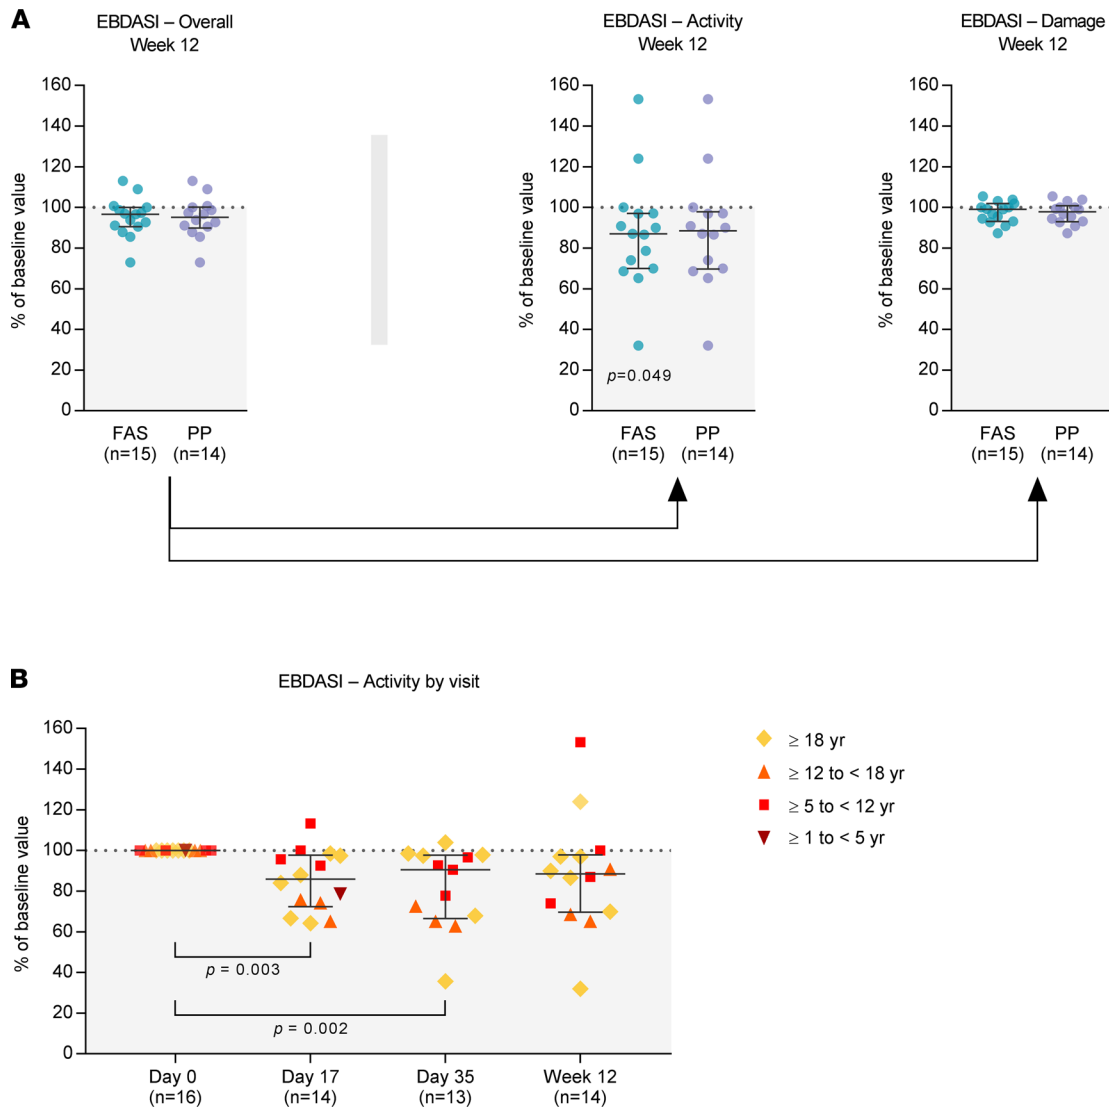 A
EBDASI – Overall
Week 12
EBDASI – Activity
Week 12
EBDASI – Damage
Week 12
% of baseline value
160
140
120
100
80
60
40
20
0
FAS
(n=15)
PP
(n=14)
% of baseline value
160
140
120
100
80
60
40
20
0
p=0.049
FAS
(n=15)
PP
(n=14)
% of baseline value
160
140
120
100
80
60
40
20
0
FAS
(n=15)
PP
(n=14)
B
EBDASI – Activity by visit
% of baseline value
160
140
120
100
80
60
40
20
0
p = 0.003
p = 0.002
Day 0
(n=16)
Day 17
(n=14)
Day 35
(n=13)
Week 12
(n=14)
≥ 18 yr
≥ 12 to < 18 yr
≥ 5 to < 12 yr
≥ 1 to < 5 yr